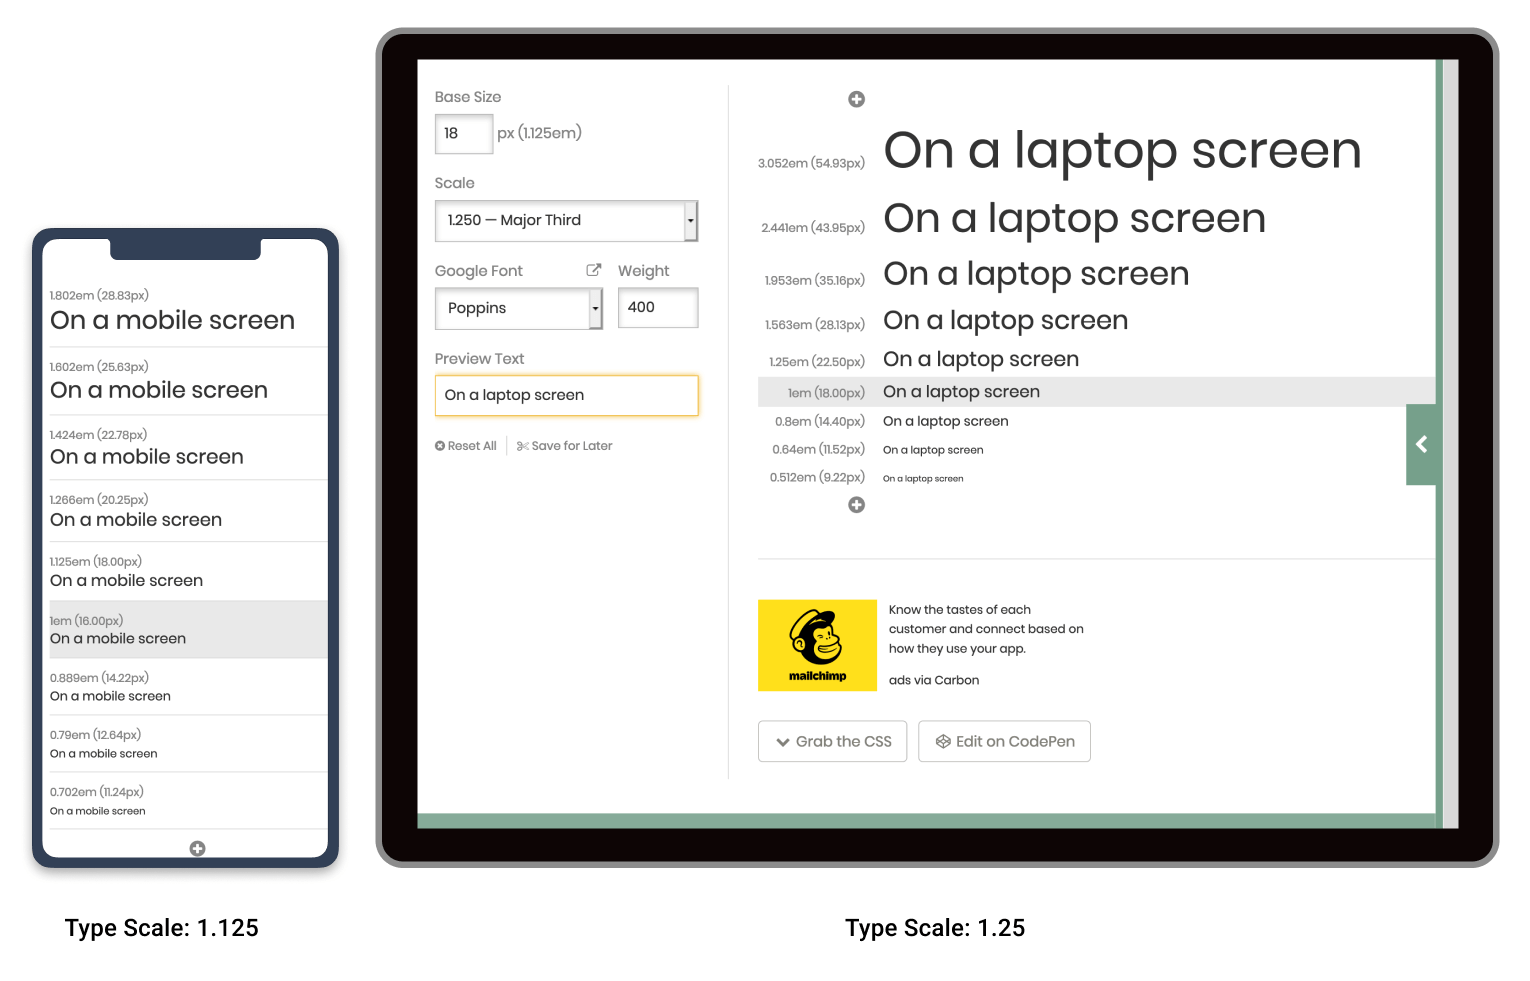 1.802em (28.83px)
On a mobile screen
1.602em (25.63px)
On a mobile screen
1.424em (22.78px)
On a mobile screen
1.266em (20.25px)
On a mobile screen
1.125em (18.00px)
On a mobile screen
1em (16.00px)
On a mobile screen
0.889em (14.22px)
On a mobile screen
0.79em (12.64px)
On a mobile screen
0.702em (11.24px)
On a mobile screen
Type Scale: 1.125
Base Size
18 px (1.125em)
Scale
1.250 — Major Third
Google Font Weight
Poppins 400
Preview Text
On a laptop screen
Reset All Save for Later
3.052em (54.93px) On a laptop screen
2.441em (43.95px) On a laptop screen
1.953em (35.16px) On a laptop screen
1.563em (28.13px) On a laptop screen
1.25em (22.50px) On a laptop screen
1em (18.00px) On a laptop screen
0.8em (14.40px) On a laptop screen
0.64em (11.52px) On a laptop screen
0.512em (9.22px) On a laptop screen
mailchimp
Know the tastes of each
customer and connect based on
how they use your app.
ads via Carbon
Grab the CSS Edit on CodePen
Type Scale: 1.25